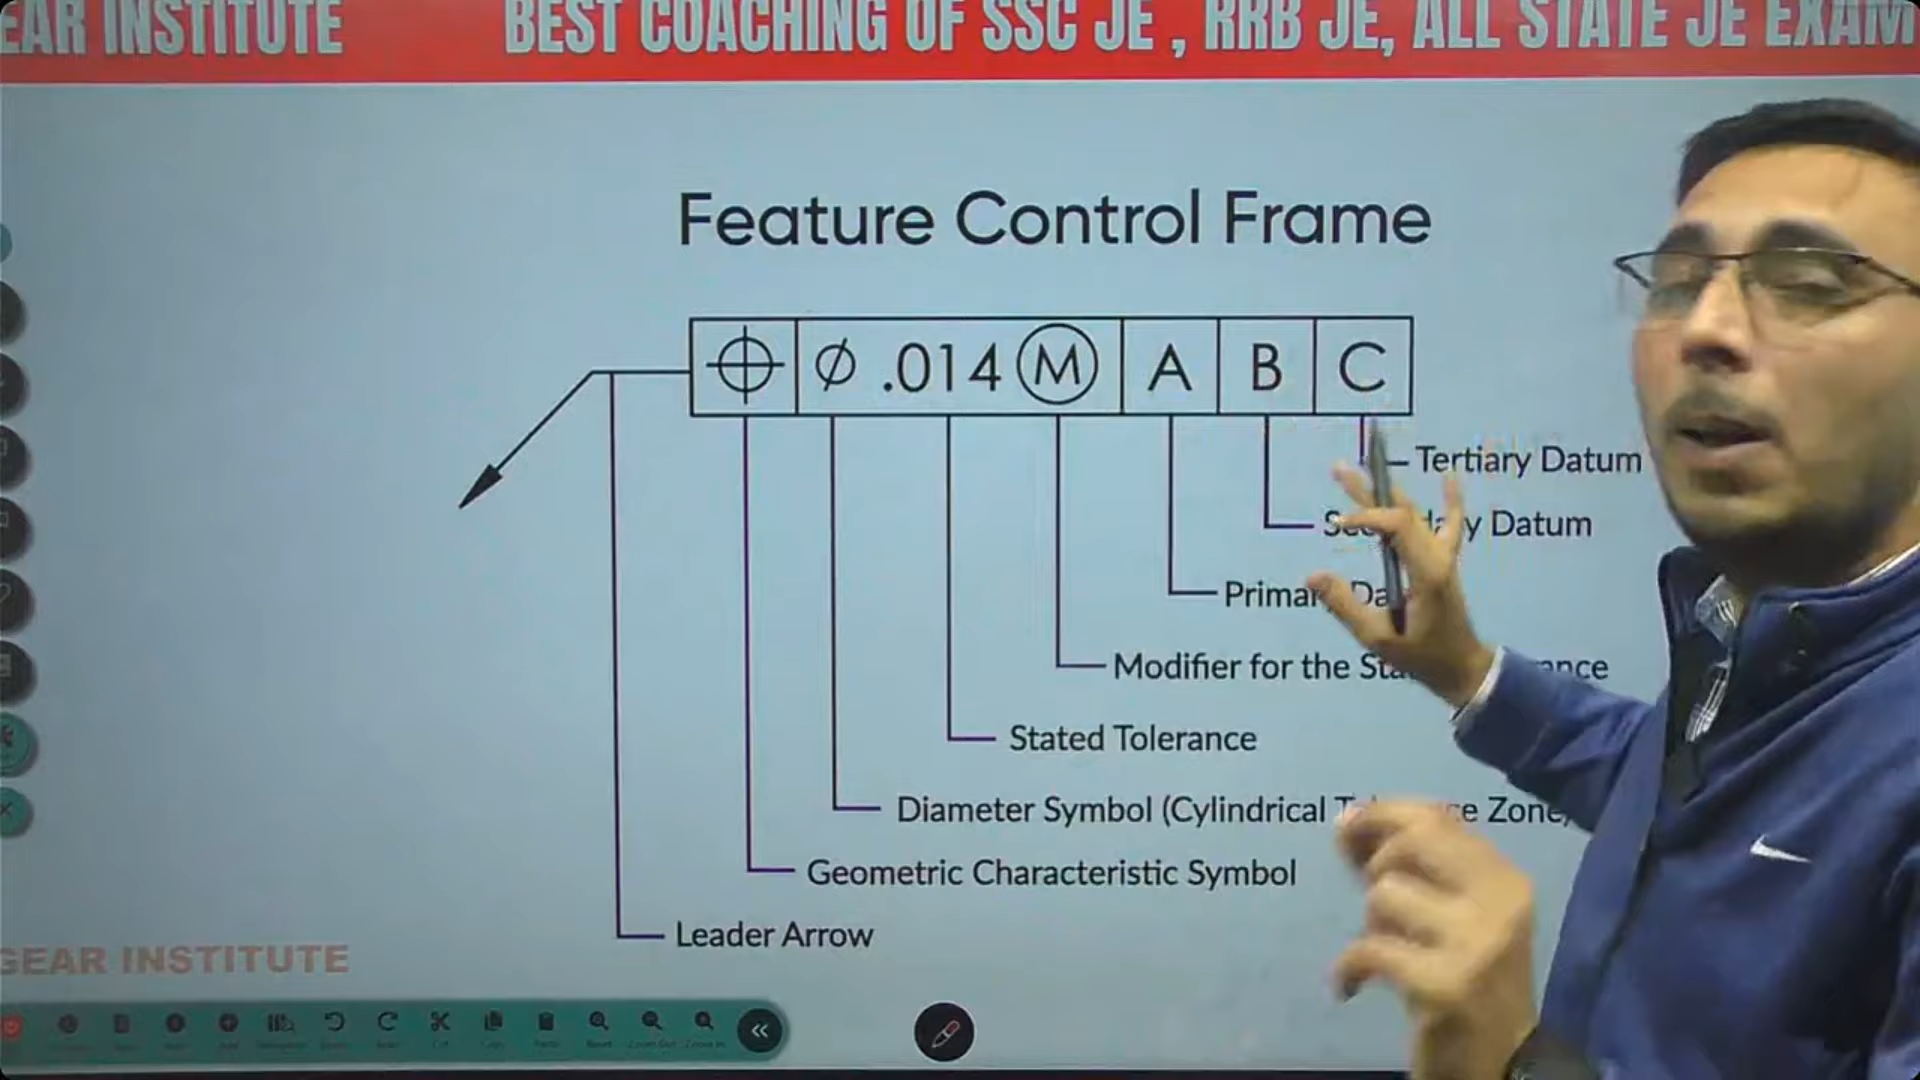 EAR INSTITUTE BEST COACHING OF SSC JE , RRB JE, ALL STATE JE EXAM
Feature Control Frame
⌖ Ø .014 Ⓜ A B C
Tertiary Datum
Datum
Modifier for the
Stated Tolerance
Diameter Symbol (Cylindrical Zone)
Geometric Characteristic Symbol
Leader Arrow
GEAR INSTITUTE